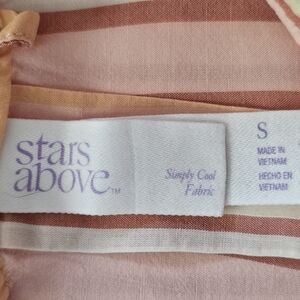 stars
above™
Simply Cool
Fabric
S
MADE IN
VIETNAM
HECHO EN
VIETNAM